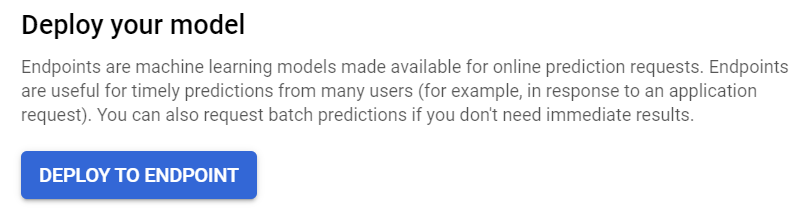 Deploy your model
Endpoints are machine learning models made available for online prediction requests. Endpoints
are useful for timely predictions from many users (for example, in response to an application
request). You can also request batch predictions if you don't need immediate results.
DEPLOY TO ENDPOINT